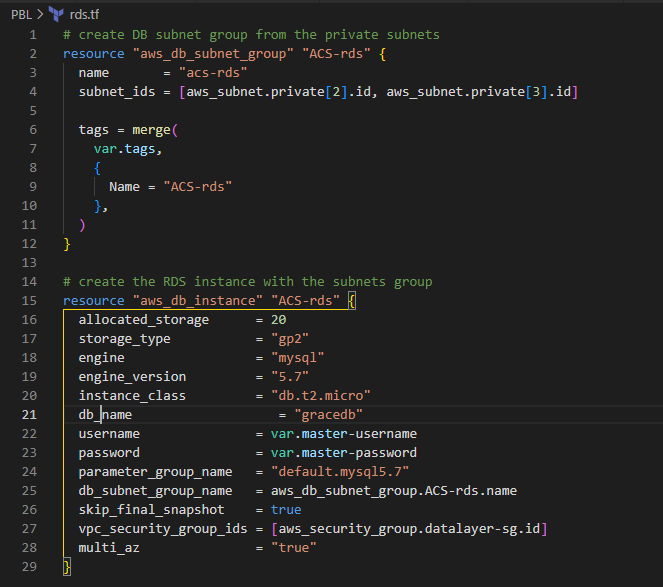 PBL > rds.tf
1 # create DB subnet group from the private subnets
2 resource "aws_db_subnet_group" "ACS-rds" {
3   name       = "acs-rds"
4   subnet_ids = [aws_subnet.private[2].id, aws_subnet.private[3].id]
5
6   tags = merge(
7     var.tags,
8     {
9       Name = "ACS-rds"
10     },
11   )
12 }
13
14 # create the RDS instance with the subnets group
15 resource "aws_db_instance" "ACS-rds" {
16   allocated_storage      = 20
17   storage_type           = "gp2"
18   engine                 = "mysql"
19   engine_version         = "5.7"
20   instance_class         = "db.t2.micro"
21   db_name                   = "gracedb"
22   username               = var.master-username
23   password               = var.master-password
24   parameter_group_name   = "default.mysql5.7"
25   db_subnet_group_name   = aws_db_subnet_group.ACS-rds.name
26   skip_final_snapshot    = true
27   vpc_security_group_ids = [aws_security_group.datalayer-sg.id]
28   multi_az               = "true"
29 }